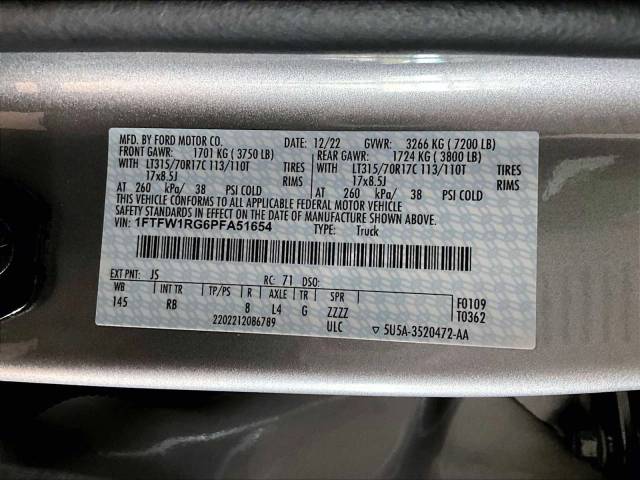 MFD. BY FORD MOTOR CO. DATE: 12/22 GVWR: 3266 KG ( 7200 LB)
FRONT GAWR: 1701 KG ( 3750 LB) REAR GAWR: 1724 KG ( 3800 LB)
WITH LT315/70R17C 113/110T TIRES WITH LT315/70R17C 113/110T TIRES
17x8.5J RIMS 17x8.5J RIMS
AT 260 kPa/ 38 PSI COLD AT 260 kPa/ 38 PSI COLD
THIS VEHICLE CONFORMS TO ALL APPLICABLE FEDERAL MOTOR VEHICLE
SAFETY STANDARDS IN EFFECT ON THE DATE OF MANUFACTURE SHOWN ABOVE.
VIN: 1FTFW1RG6PFA51654 TYPE: Truck
EXT PNT: JS RC: 71 DSO: F0109
WB INT TR TP/PS R AXLE TR SPR T0362
145 RB 8 L4 G ZZZZ
2202212086789 ULC ▽ 5U5A-3520472-AA